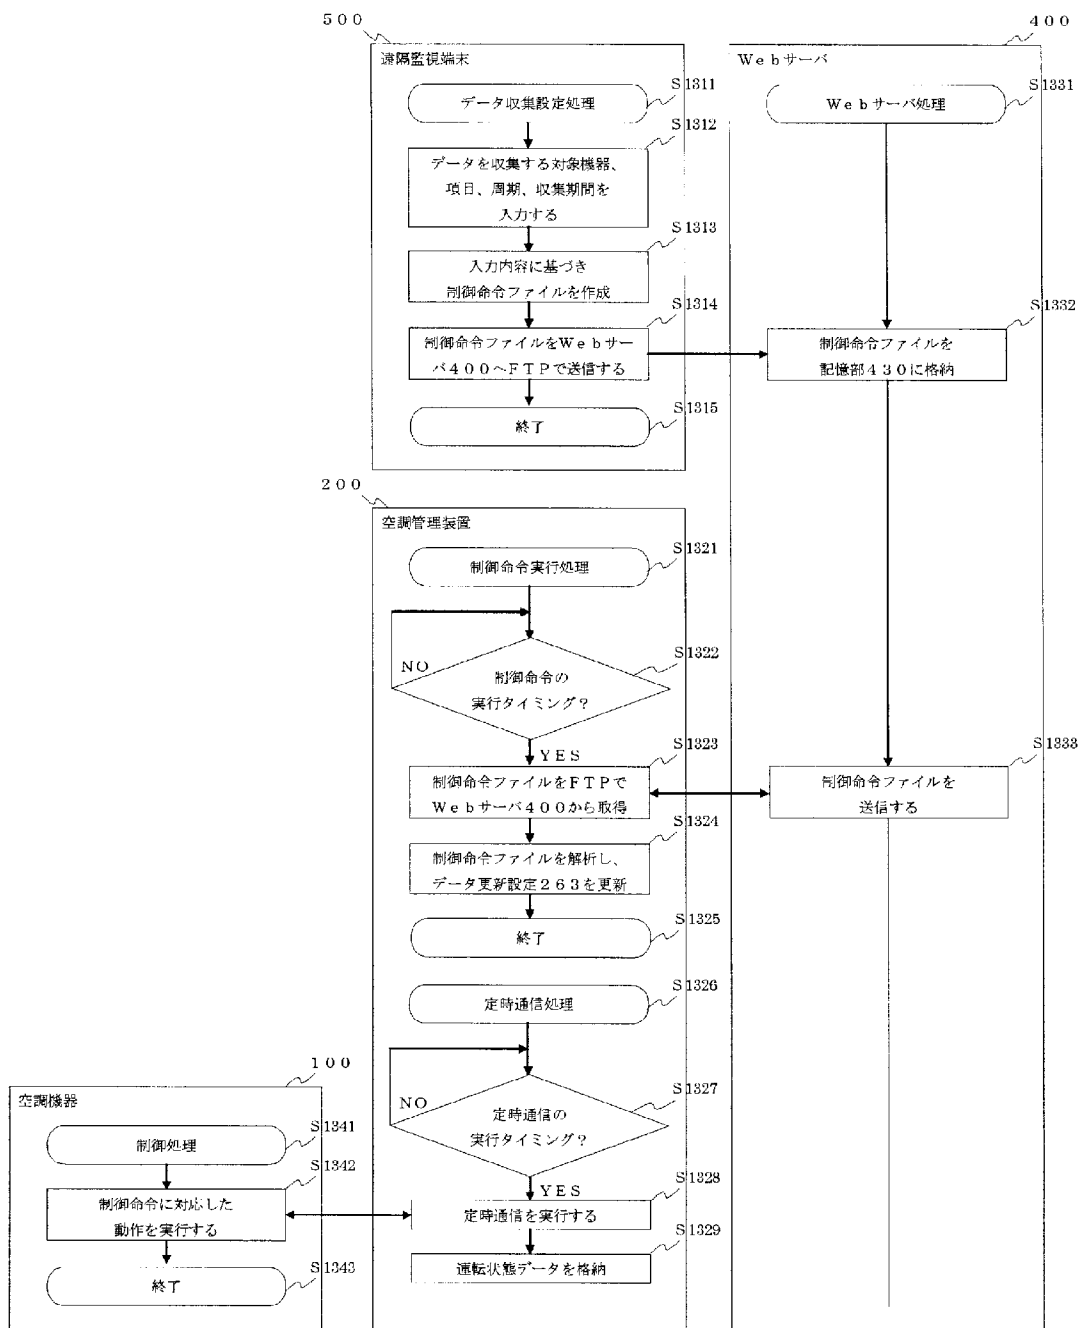 ５００
遠隔監視端末
データ収集設定処理
S1311
データを収集する対象機器、
項目、周期、収集期間を
入力する
S1312
入力内容に基づき
制御命令ファイルを作成
S1313
制御命令ファイルをＷｅｂサー
バ４００へＦＴＰで送信する
S1314
終了
S1315
４００
Ｗｅｂサーバ
Ｗｅｂサーバ処理
S1331
制御命令ファイルを
記憶部４３０に格納
S1332
制御命令ファイルを
送信する
S1333
２００
空調管理装置
制御命令実行処理
S1321
制御命令の
実行タイミング？
S1322
ＮＯ
ＹＥＳ
制御命令ファイルをＦＴＰで
Ｗｅｂサーバ４００から取得
S1323
制御命令ファイルを解析し、
データ更新設定２６３を更新
S1324
終了
S1325
定時通信処理
S1326
定時通信の
実行タイミング？
S1327
ＮＯ
ＹＥＳ
定時通信を実行する
S1328
運転状態データを格納
S1329
１００
空調機器
制御処理
S1341
制御命令に対応した
動作を実行する
S1342
終了
S1343